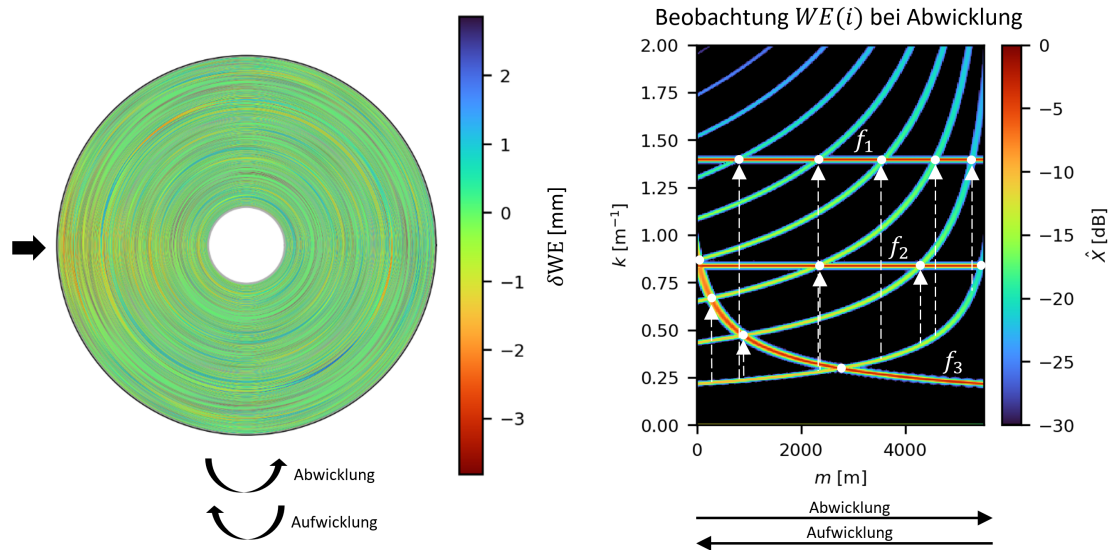 2
1
0
−1
−2
−3
δWE [mm]
Abwicklung
Aufwicklung
Beobachtung WE(i) bei Abwicklung
2.00
1.75
1.50
1.25
1.00
0.75
0.50
0.25
0.00
k [m⁻¹]
f₁
f₂
f₃
0
2000
4000
m [m]
0
−5
−10
−15
−20
−25
−30
X̂ [dB]
Abwicklung
Aufwicklung